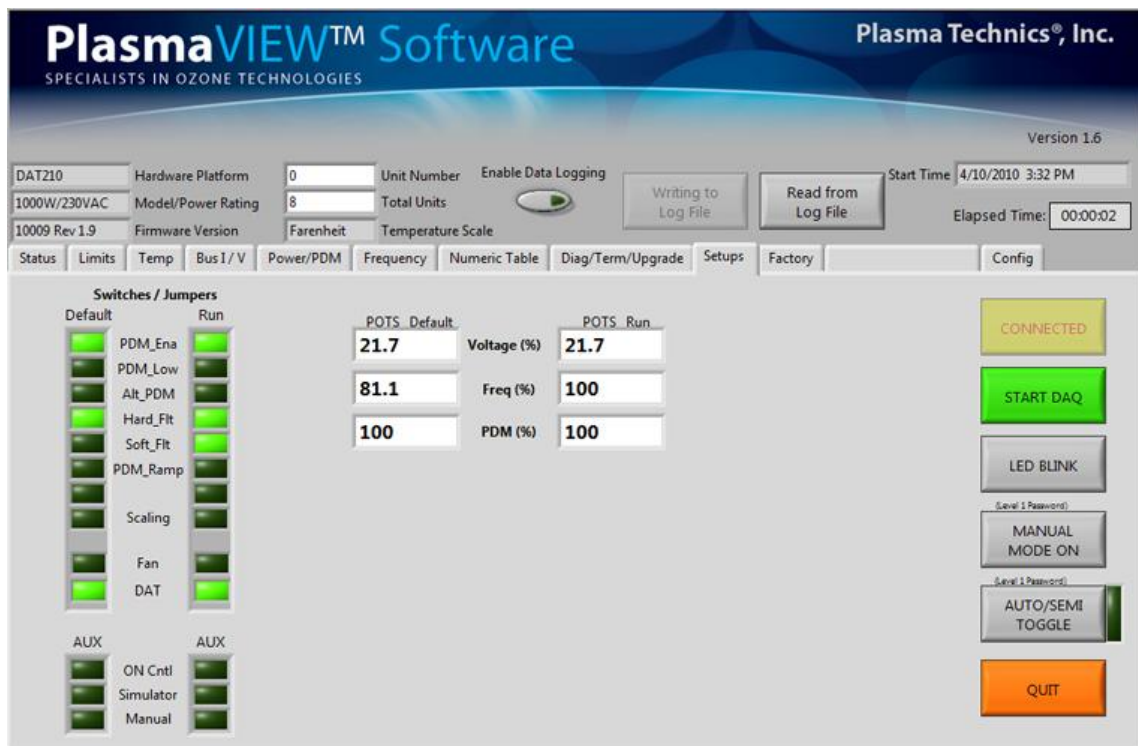 PlasmaVIEW™ Software
Plasma Technics®, Inc.
SPECIALISTS IN OZONE TECHNOLOGIES
Version 1.6
DAT210 Hardware Platform 0 Unit Number Enable Data Logging
1000W/230VAC Model/Power Rating 8 Total Units
10009 Rev 1.9 Firmware Version Farenheit Temperature Scale
Writing to
Log File
Read from
Log File
Start Time 4/10/2010 3:32 PM
Elapsed Time: 00:00:02
Status Limits Temp Bus I / V Power/PDM Frequency Numeric Table Diag/Term/Upgrade Setups Factory Config
Switches / Jumpers
Default Run
PDM_Ena
PDM_Low
Alt_PDM
Hard_Flt
Soft_Flt
PDM_Ramp
Scaling
Fan
DAT
AUX AUX
ON Cntl
Simulator
Manual
POTS_Default POTS_Run
21.7 Voltage (%) 21.7
81.1 Freq (%) 100
100 PDM (%) 100
CONNECTED
START DAQ
LED BLINK
(Level 1 Password)
MANUAL
MODE ON
(Level 1 Password)
AUTO/SEMI
TOGGLE
QUIT